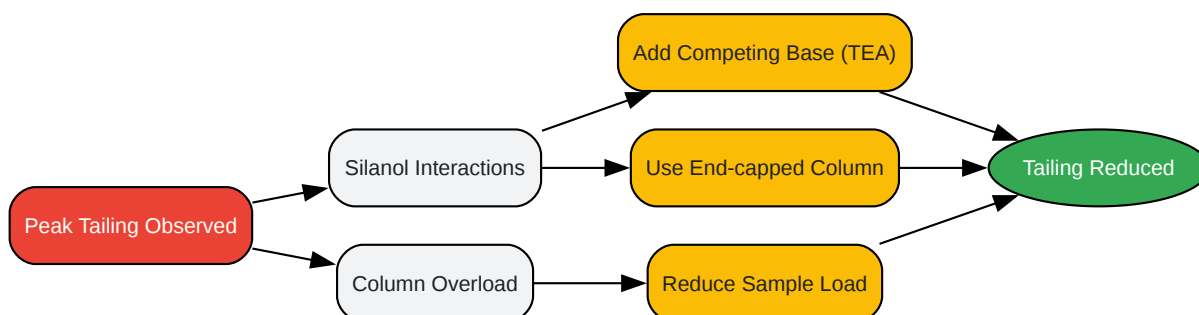 Peak Tailing Observed
Silanol Interactions
Column Overload
Add Competing Base (TEA)
Use End-capped Column
Reduce Sample Load
Tailing Reduced